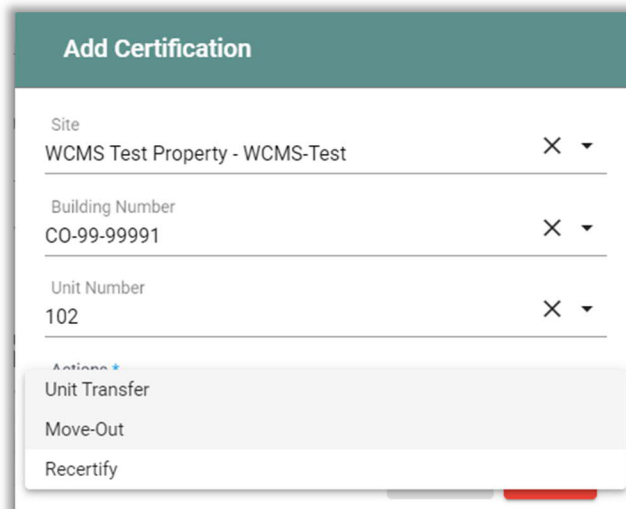 Add Certification
Site
WCMS Test Property - WCMS-Test
Building Number
CO-99-99991
Unit Number
102
Actions *
Unit Transfer
Move-Out
Recertify